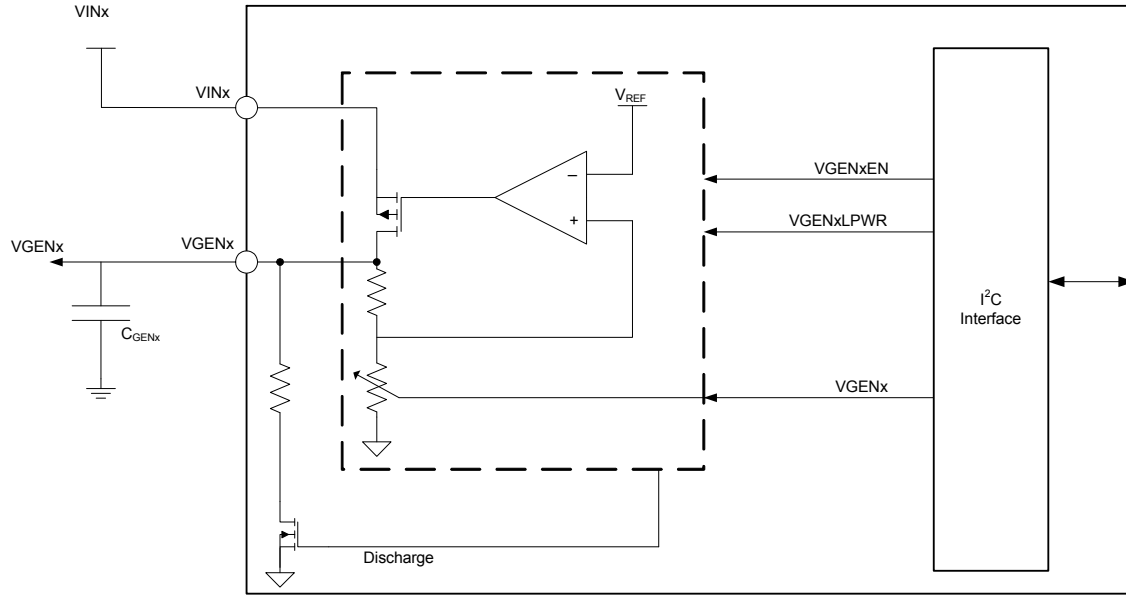 VINx
VINx
VREF
−
+
VGENxEN
VGENxLPWR
VGENx
VGENx
CGENx
I2C
Interface
VGENx
Discharge